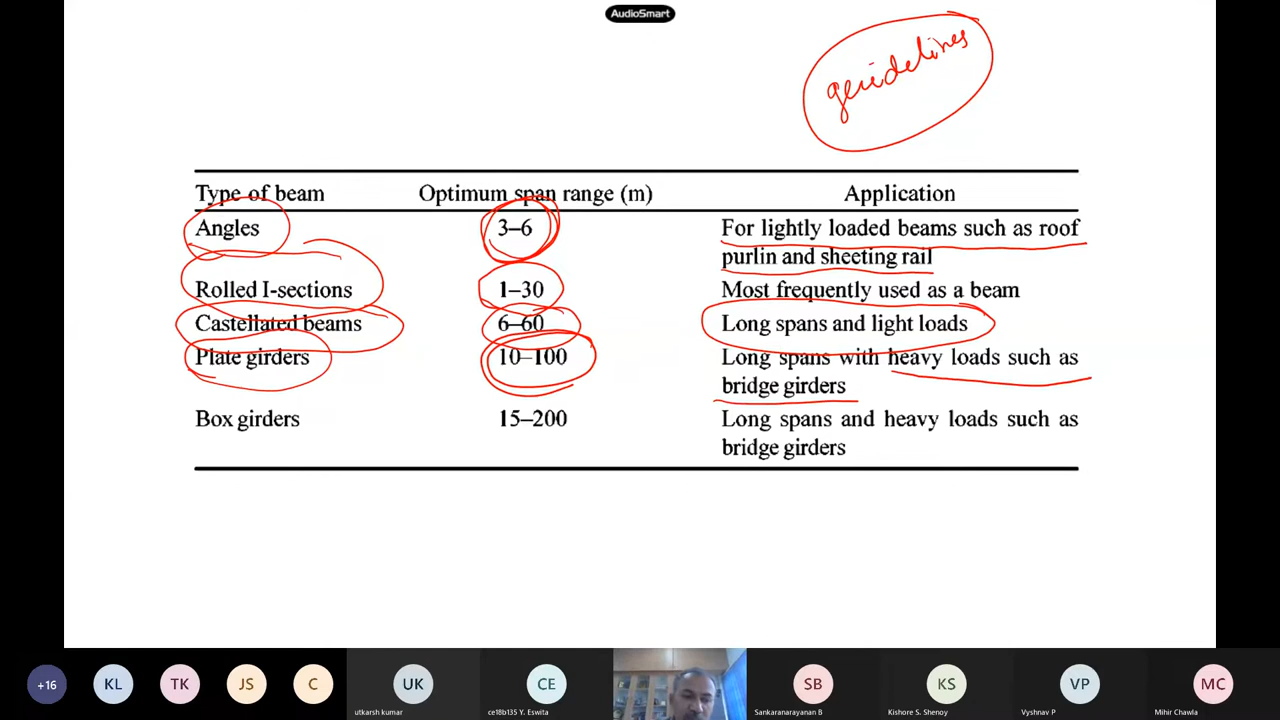 AudioSmart
guidelines
Type of beam Optimum span range (m) Application
Angles 3–6 For lightly loaded beams such as roof
purlin and sheeting rail
Rolled I-sections 1–30 Most frequently used as a beam
Castellated beams 6–60 Long spans and light loads
Plate girders 10–100 Long spans with heavy loads such as
bridge girders
Box girders 15–200 Long spans and heavy loads such as
bridge girders
+16 KL TK JS C UK CE SB KS VP MC
utkarsh kumar ce18b135 Y. Eswita Sankaranarayanan B Kishore S. Shenoy Vyshnav P Mihir Chawla